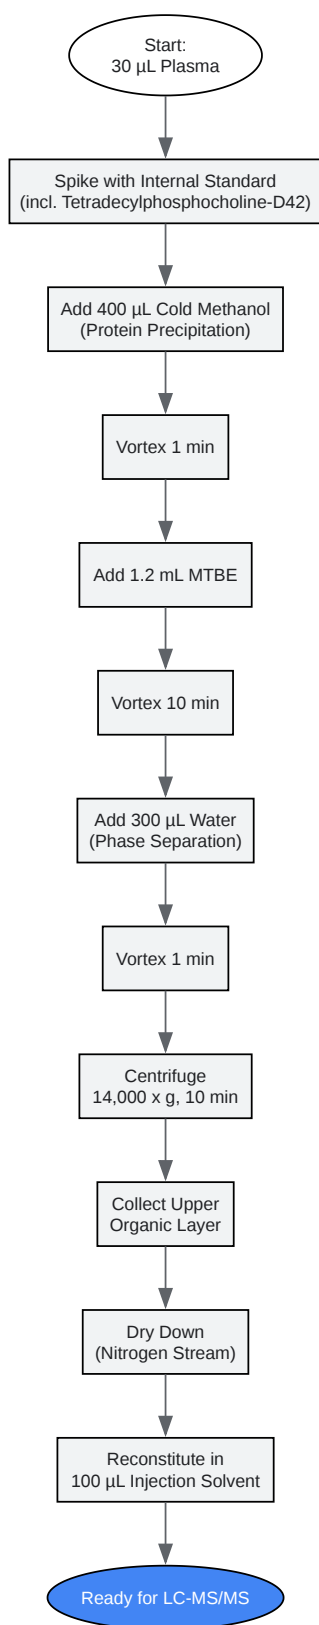 Start:
30 µL Plasma
Spike with Internal Standard
(incl. Tetradecylphosphocholine-D42)
Add 400 µL Cold Methanol
(Protein Precipitation)
Vortex 1 min
Add 1.2 mL MTBE
Vortex 10 min
Add 300 µL Water
(Phase Separation)
Vortex 1 min
Centrifuge
14,000 x g, 10 min
Collect Upper
Organic Layer
Dry Down
(Nitrogen Stream)
Reconstitute in
100 µL Injection Solvent
Ready for LC-MS/MS